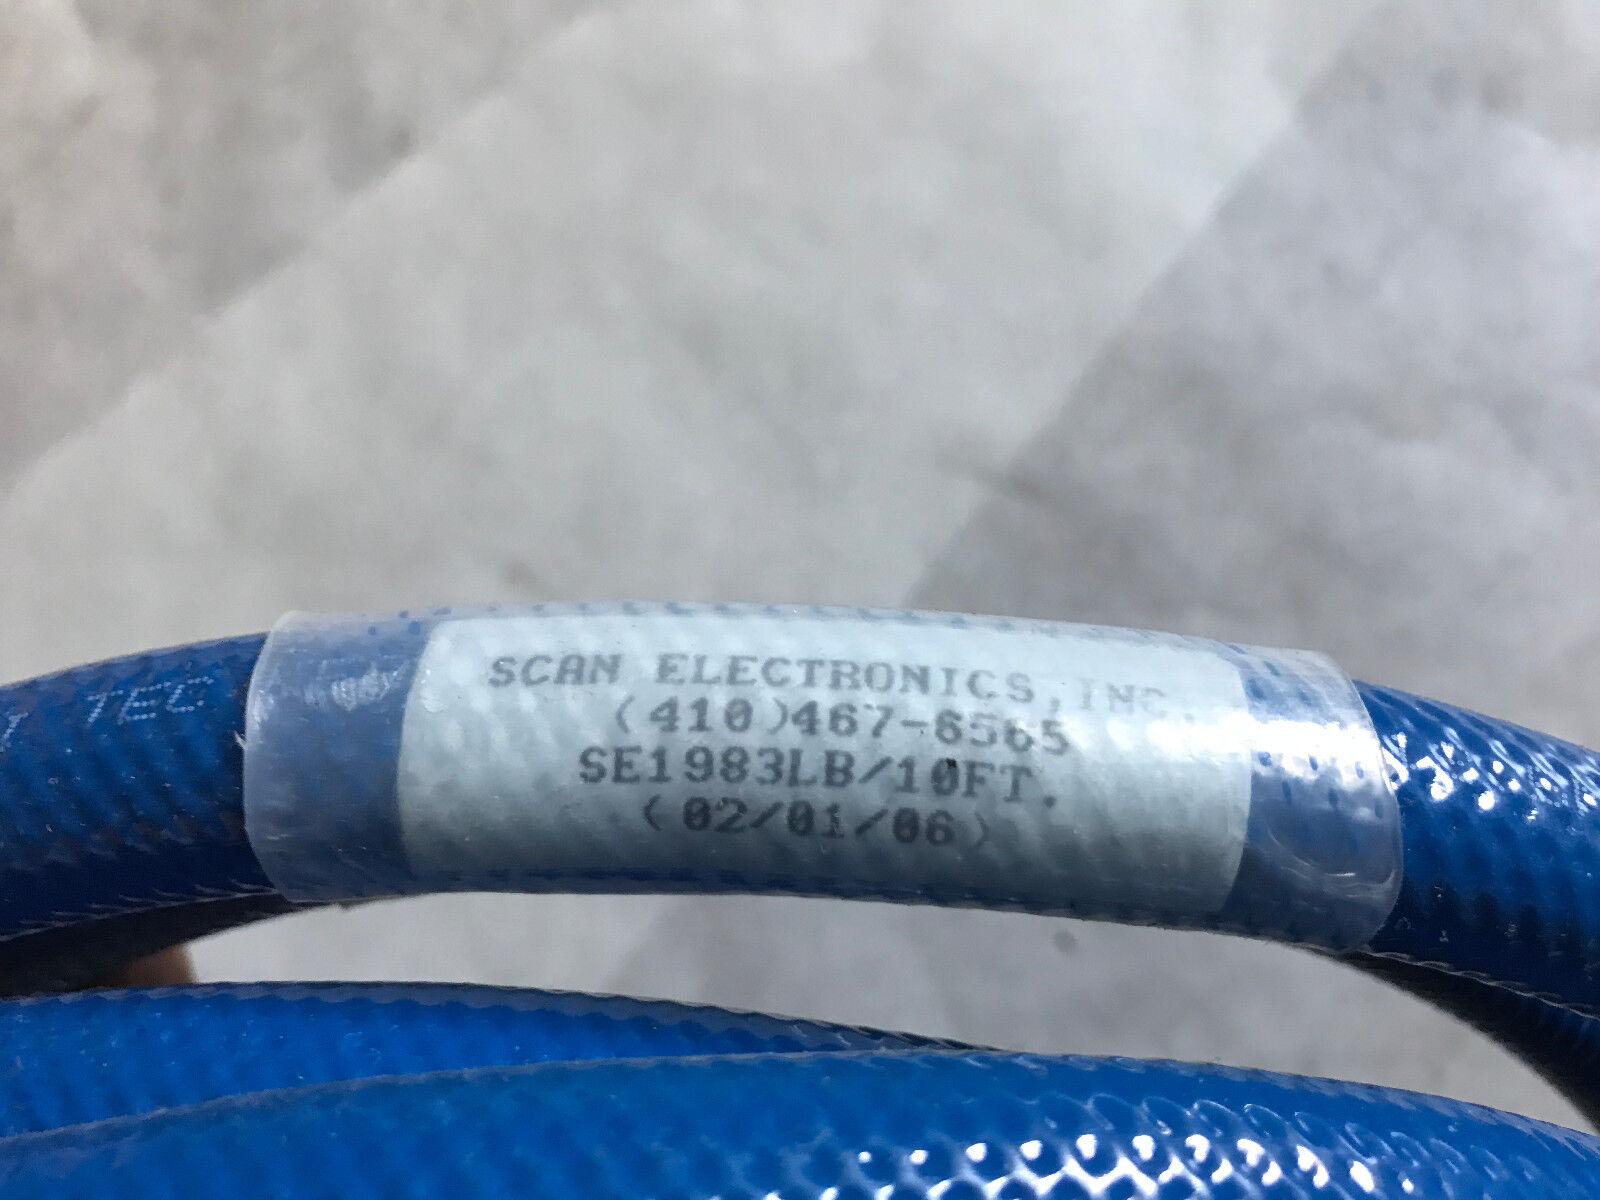 SCAN ELECTRONICS, INC.
(410)467-6565
SE1983LB/10FT.
(02/01/06)
TEC